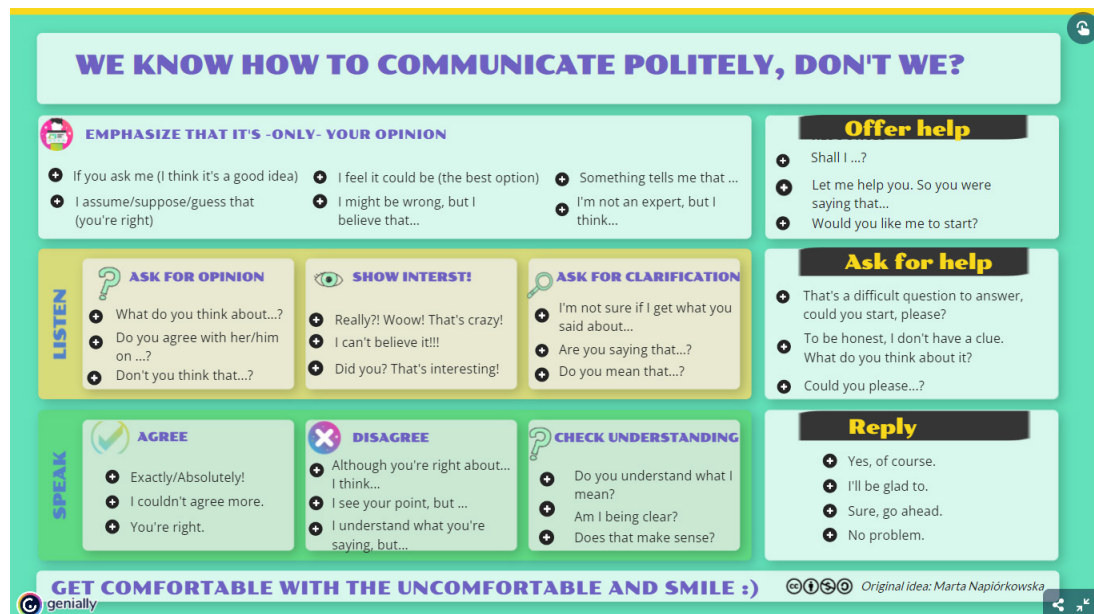 WE KNOW HOW TO COMMUNICATE POLITELY, DON'T WE?
EMPHASIZE THAT IT'S -ONLY- YOUR OPINION
If you ask me (I think it's a good idea)
I assume/suppose/guess that
(you're right)
I feel it could be (the best option)
I might be wrong, but I
believe that...
Something tells me that ...
I'm not an expert, but I
think...
Offer help
Shall I ...?
Let me help you. So you were
saying that...
Would you like me to start?
LISTEN
ASK FOR OPINION
What do you think about...?
Do you agree with her/him
on ...?
Don't you think that...?
SHOW INTERST!
Really?! Woow! That's crazy!
I can't believe it!!!
Did you? That's interesting!
ASK FOR CLARIFICATION
I'm not sure if I get what you
said about...
Are you saying that...?
Do you mean that...?
Ask for help
That's a difficult question to answer,
could you start, please?
To be honest, I don't have a clue.
What do you think about it?
Could you please...?
SPEAK
AGREE
Exactly/Absolutely!
I couldn't agree more.
You're right.
DISAGREE
Although you're right about...
I think...
I see your point, but ...
I understand what you're
saying, but...
CHECK UNDERSTANDING
Do you understand what I
mean?
Am I being clear?
Does that make sense?
Reply
Yes, of course.
I'll be glad to.
Sure, go ahead.
No problem.
GET COMFORTABLE WITH THE UNCOMFORTABLE AND SMILE :)
Original idea: Marta Napiórkowska
genially